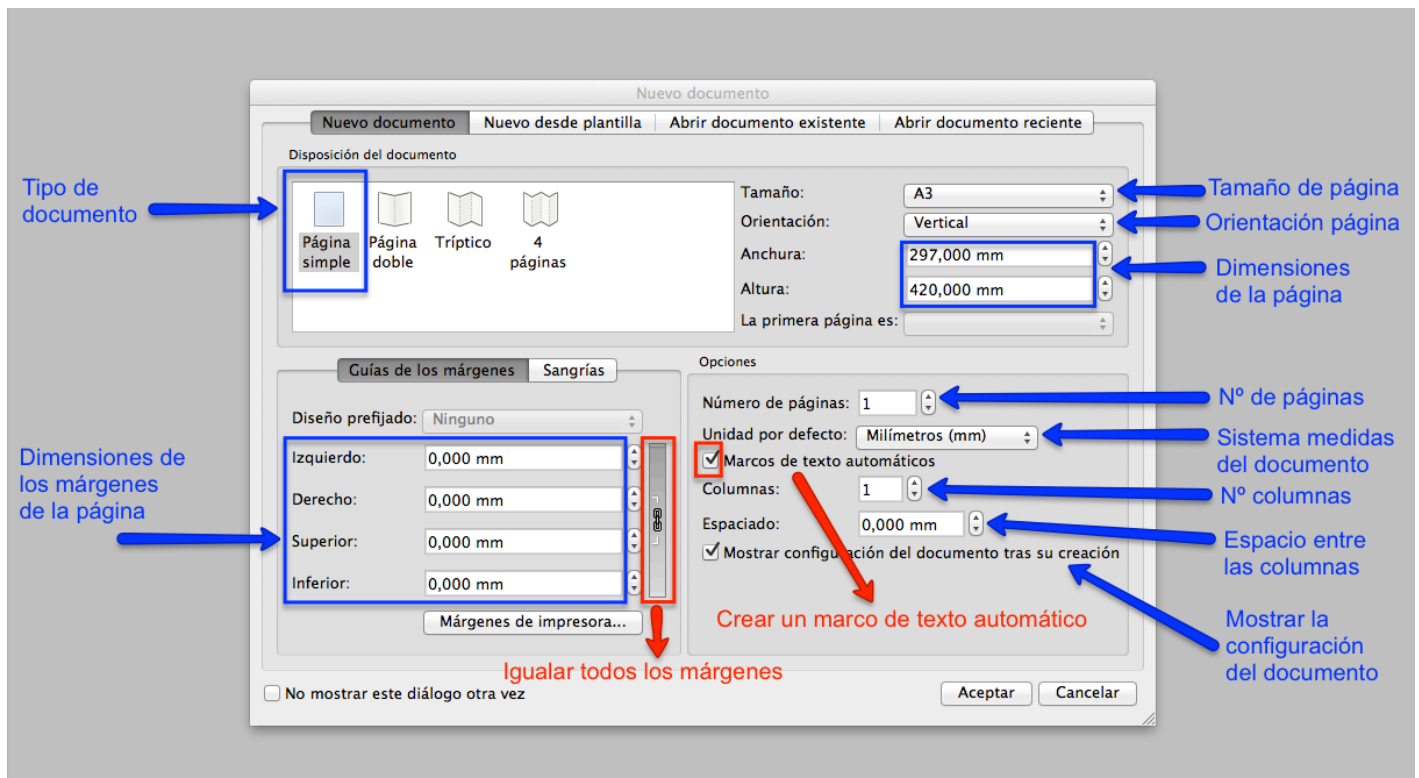 Nuevo documento
Nuevo documento
Nuevo desde plantilla
Abrir documento existente
Abrir documento reciente
Disposición del documento
Tipo de
documento
Página
simple
Página
doble
Tríptico
4
páginas
Tamaño:
A3
Tamaño de página
Orientación:
Vertical
Orientación página
Anchura:
297,000 mm
Altura:
420,000 mm
Dimensiones
de la página
La primera página es:
Guías de los márgenes
Sangrías
Diseño prefijado:
Ninguno
Dimensiones de
los márgenes
de la página
Izquierdo:
0,000 mm
Derecho:
0,000 mm
Superior:
0,000 mm
Inferior:
0,000 mm
Márgenes de impresora...
Igualar todos los márgenes
Opciones
Número de páginas:
1
Nº de páginas
Unidad por defecto:
Milímetros (mm)
Sistema medidas
del documento
Marcos de texto automáticos
Columnas:
1
Nº columnas
Espaciado:
0,000 mm
Espacio entre
las columnas
Mostrar configuración del documento tras su creación
Crear un marco de texto automático
Mostrar la
configuración
del documento
No mostrar este diálogo otra vez
Aceptar
Cancelar